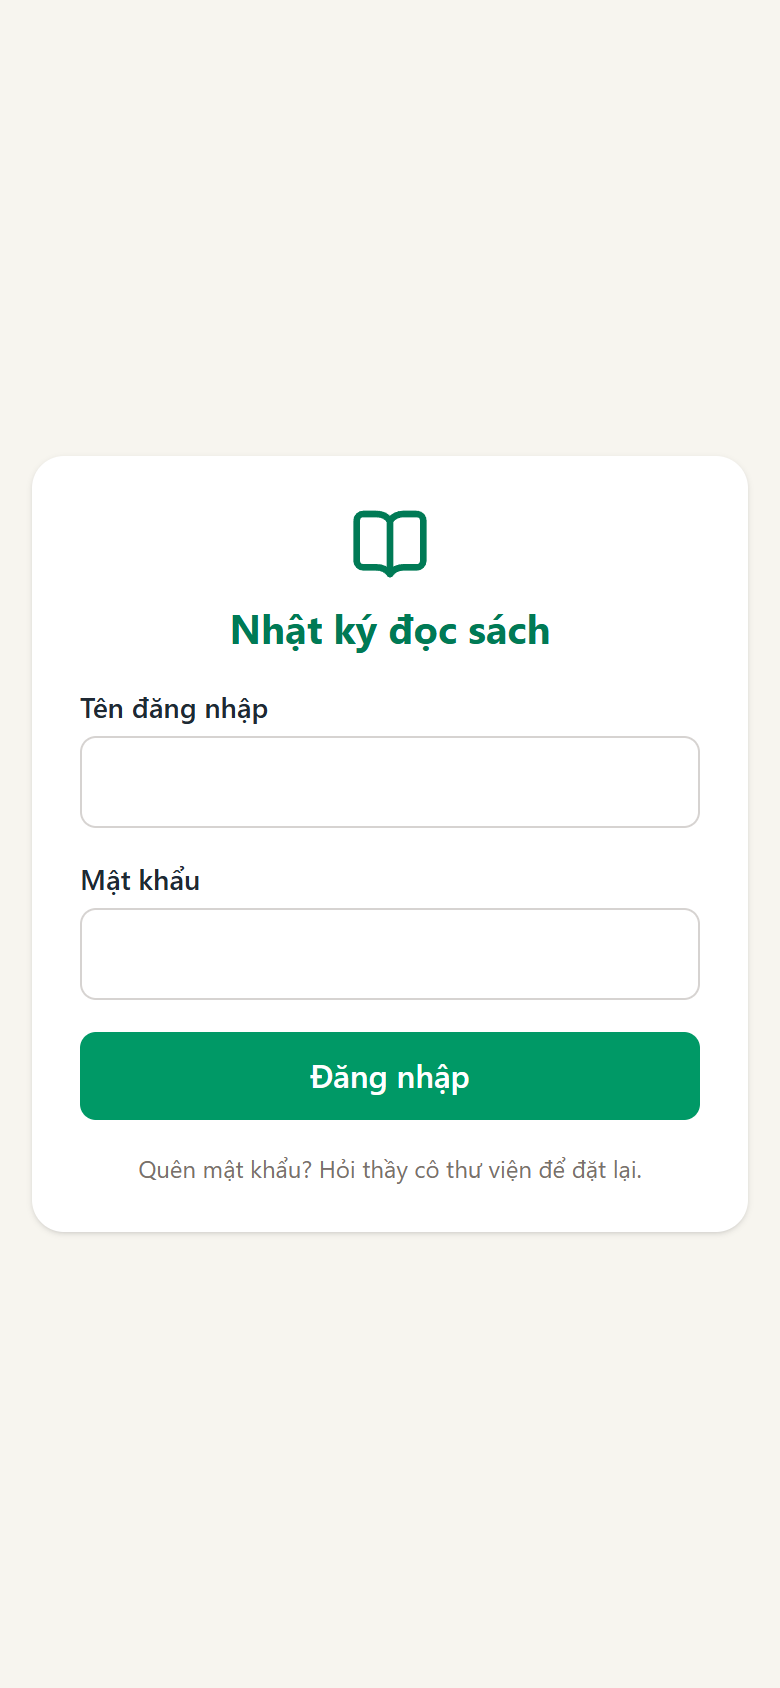 Nhật ký đọc sách
Tên đăng nhập
Mật khẩu
Đăng nhập
Quên mật khẩu? Hỏi thầy cô thư viện để đặt lại.